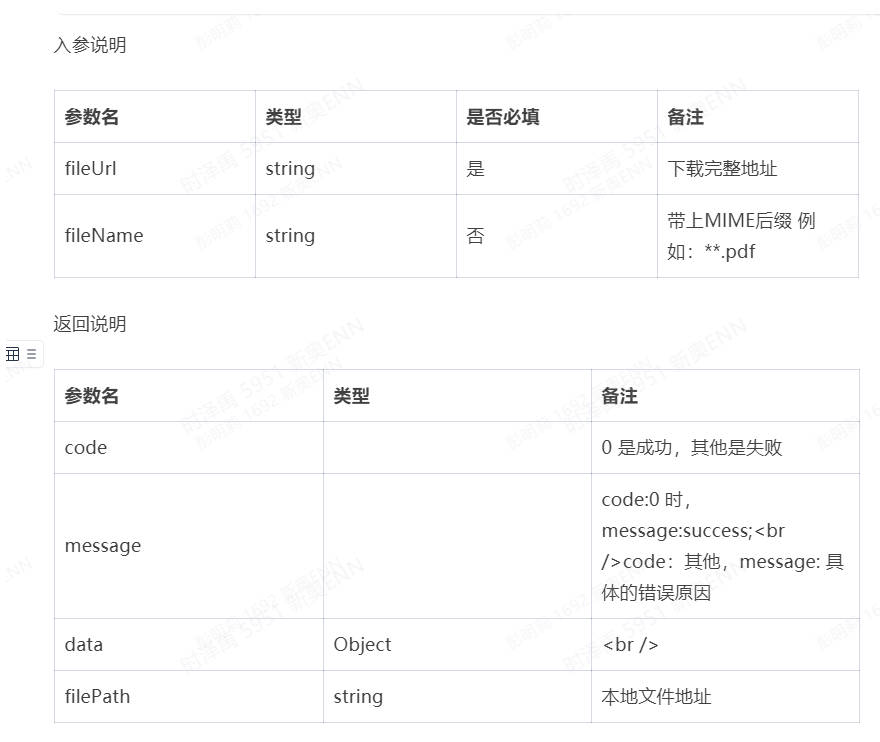 入参说明
参数名 类型 是否必填 备注
fileUrl string 是 下载完整地址
fileName string 否 带上MIME后缀 例
如：**.pdf
返回说明
参数名 类型 备注
code 0 是成功，其他是失败
message code:0 时，
message:success;<br
/>code：其他，message: 具
体的错误原因
data Object <br />
filePath string 本地文件地址